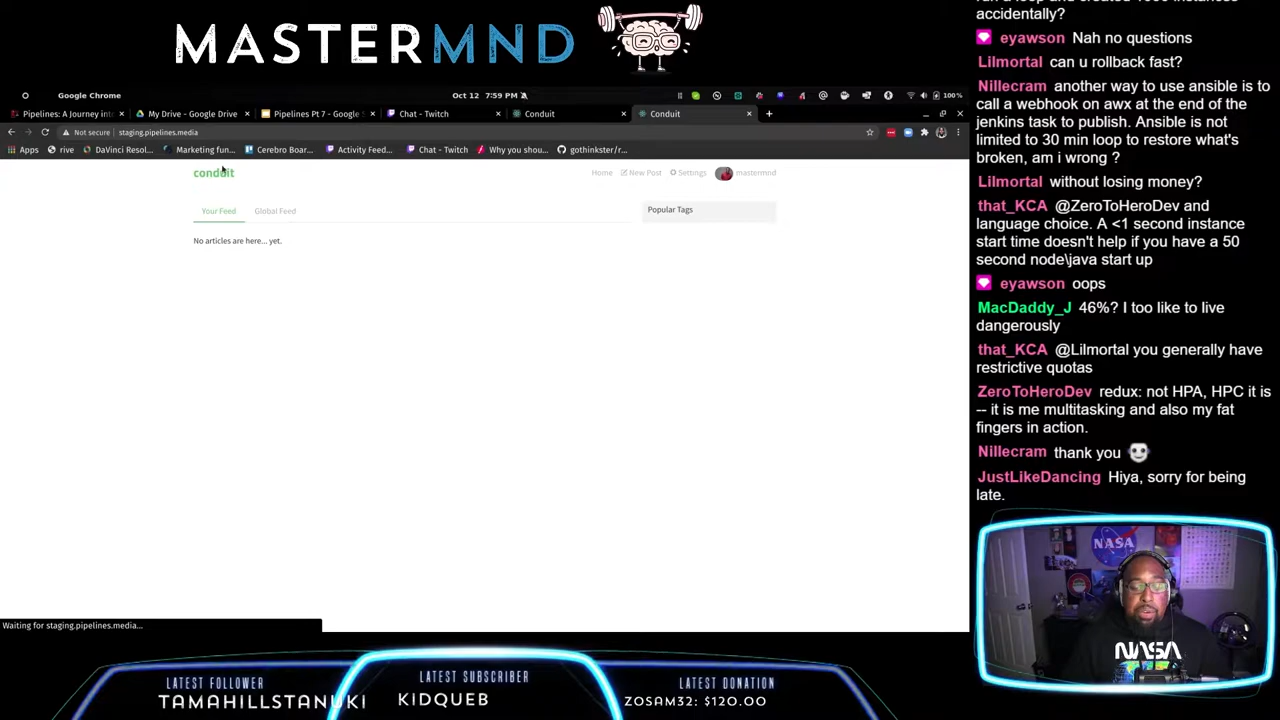 MASTERMND
Google Chrome
Oct 12 7:59 PM
100%
Pipelines: A Journey int
My Drive - Google Drive
Pipelines Pt 7 - Google S
Chat - Twitch
Conduit
Conduit
Not secure
staging.pipelines.media
Apps
rive
DaVinci Resol...
Marketing fun...
Cerebro Boar...
Activity Feed...
Chat - Twitch
Why you shou...
gothinkster/r...
conduit
Home
New Post
Settings
mastermnd
Your Feed
Global Feed
Popular Tags
No articles are here... yet.
Waiting for staging.pipelines.media...
accidentally?
eyawson Nah no questions
Lilmortal can u rollback fast?
Nillecram another way to use ansible is to
call a webhook on awx at the end of the
jenkins task to publish. Ansible is not
limited to 30 min loop to restore what's
broken, am i wrong ?
Lilmortal without losing money?
that_KCA @ZeroToHeroDev and
language choice. A <1 second instance
start time doesn't help if you have a 50
second node\java start up
eyawson oops
MacDaddy_J 46%? I too like to live
dangerously
that_KCA @Lilmortal you generally have
restrictive quotas
ZeroToHeroDev redux: not HPA, HPC it is
-- it is me multitasking and also my fat
fingers in action.
Nillecram thank you
JustLikeDancing Hiya, sorry for being
late.
NASA
NASA
LATEST FOLLOWER
TAMAHILLSTANUKI
LATEST SUBSCRIBER
KIDQUEB
LATEST DONATION
ZOSAM32: $120.00